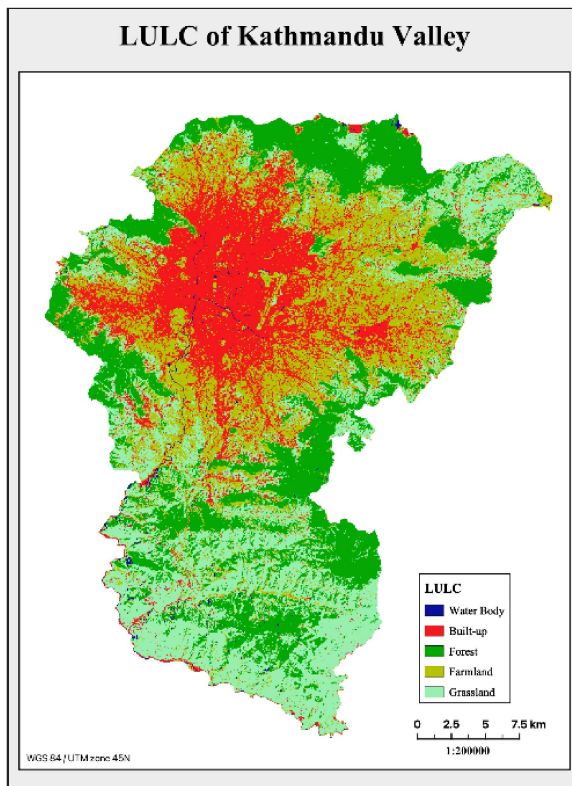 LULC of Kathmandu Valley
LULC
Water Body
Built-up
Forest
Farmland
Grassland
0 2.5 5 7.5 km
1:200000
WGS 84 / UTM zone 45N